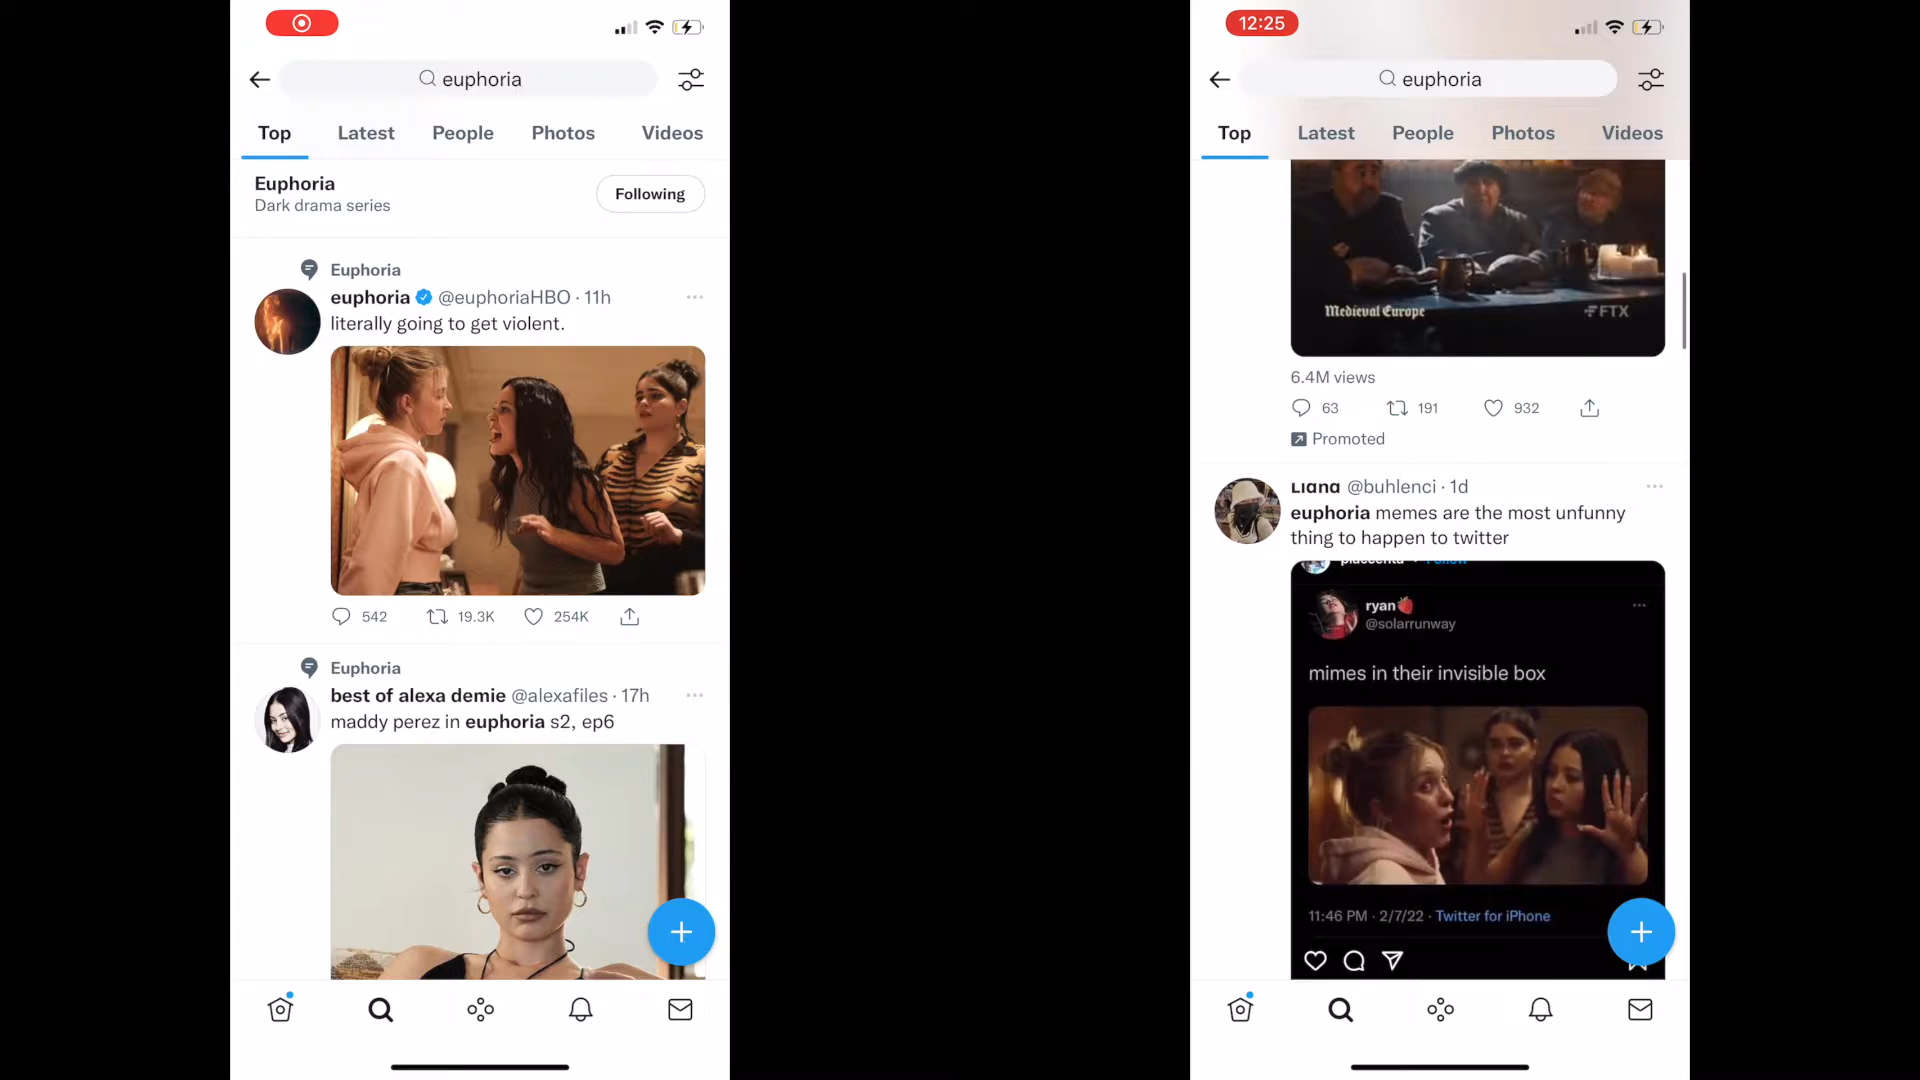 euphoria
Top Latest People Photos Videos
Euphoria
Dark drama series
Following
Euphoria
euphoria @euphoriaHBO · 11h
literally going to get violent.
542 19.3K 254K
Euphoria
best of alexa demie @alexafiles · 17h
maddy perez in euphoria s2, ep6
12:25
euphoria
Top Latest People Photos Videos
Medieval Europe
FTX
6.4M views
63 191 932
Promoted
Liana @buhlenci · 1d
euphoria memes are the most unfunny
thing to happen to twitter
ryan
@solarrunway
mimes in their invisible box
11:46 PM · 2/7/22 · Twitter for iPhone